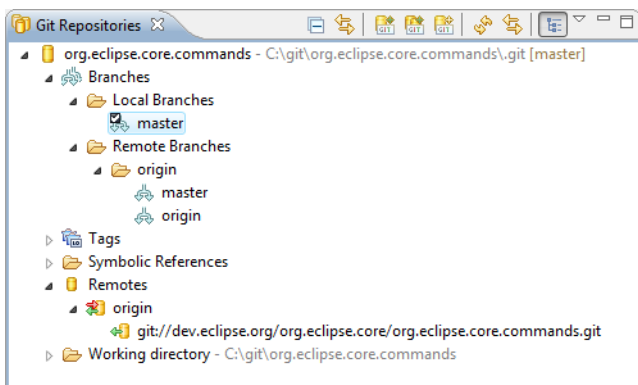 Git Repositories
org.eclipse.core.commands - C:\git\org.eclipse.core.commands\.git [master]
Branches
Local Branches
master
Remote Branches
origin
master
origin
Tags
Symbolic References
Remotes
origin
git://dev.eclipse.org/org.eclipse.core/org.eclipse.core.commands.git
Working directory - C:\git\org.eclipse.core.commands